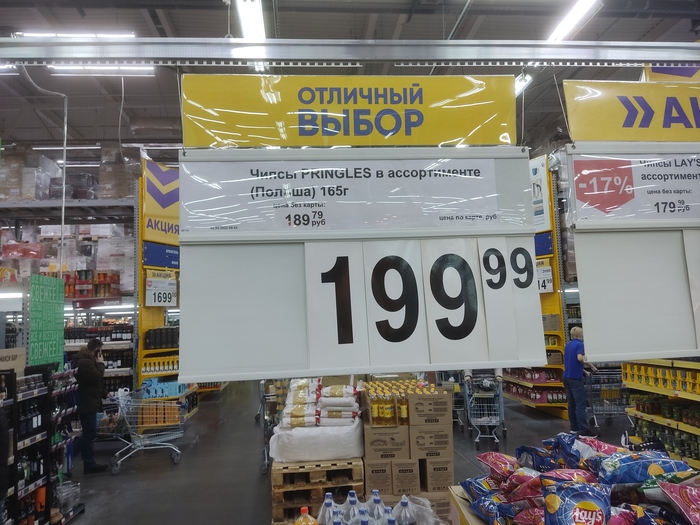 ОТЛИЧНЫЙ
ВЫБОР
Чипсы PRINGLES в ассортименте
(Польша) 165г
цена без карты:
189 79 руб
цена по карте, руб
199 99
АКЦИЯ
1699
-17%
Чипсы LAY'S
ассортимент
цена без карты:
179 99 руб
Lay's